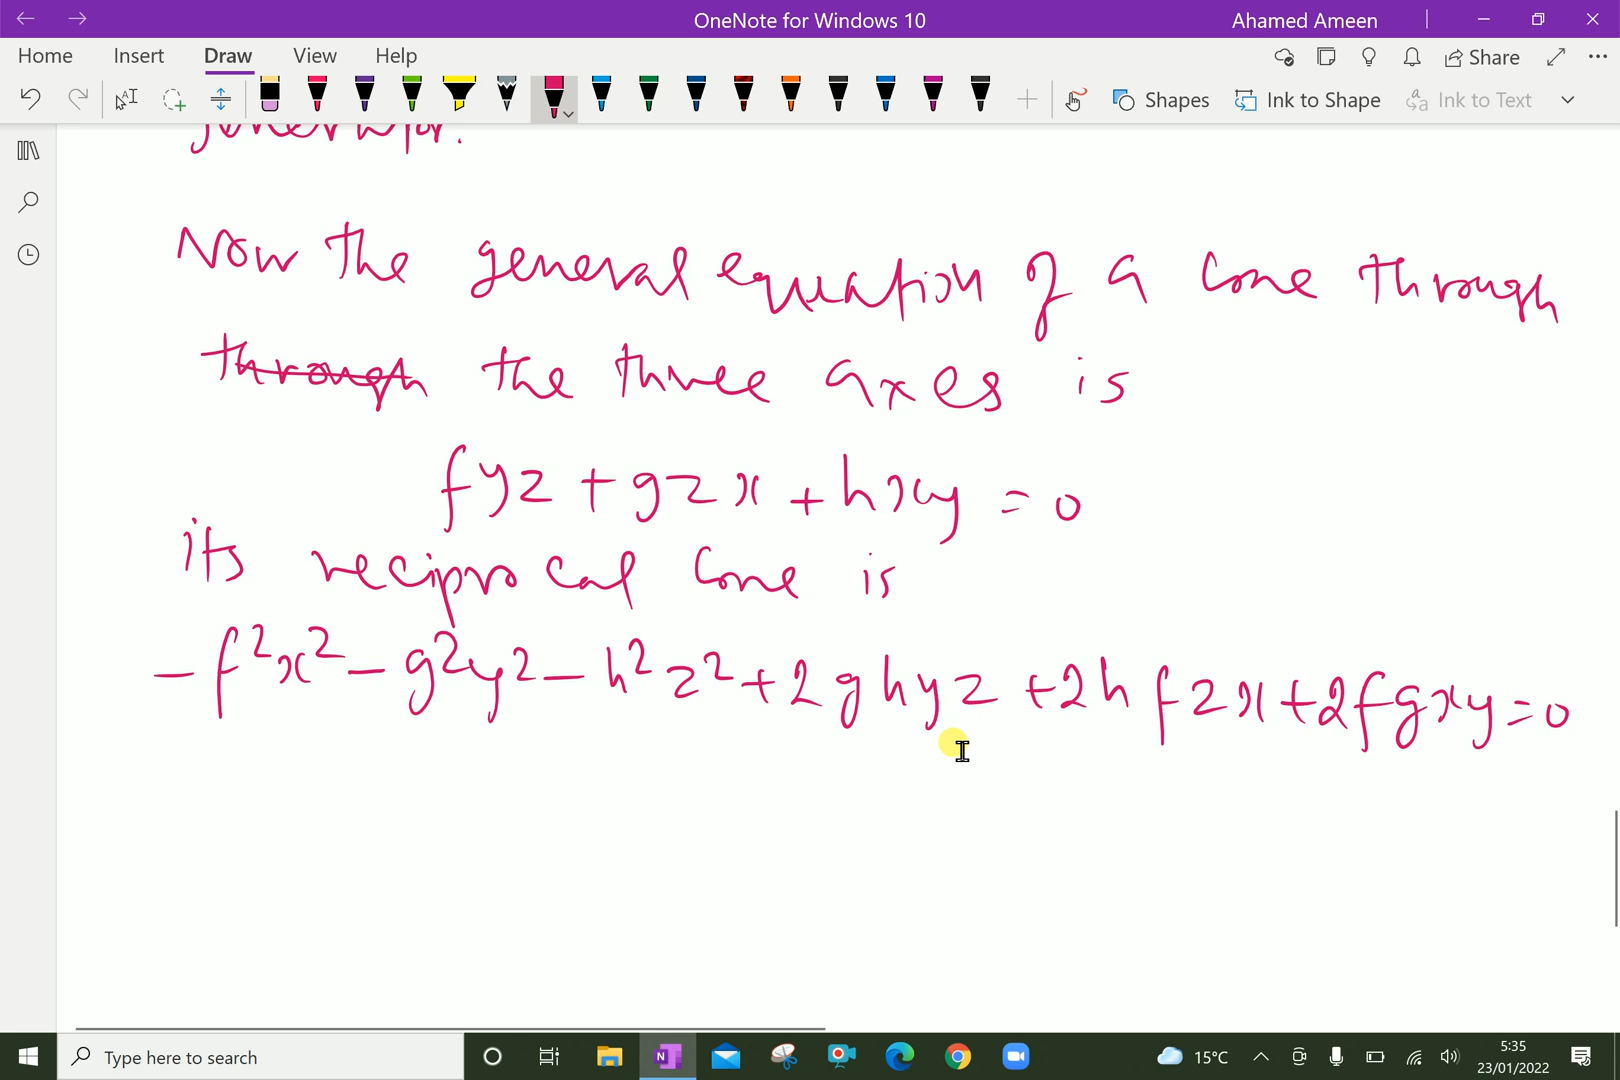 OneNote for Windows 10
Ahamed Ameen
Home Insert Draw View Help
Share
Shapes Ink to Shape Ink to Text
generator.
Now the general equation of a cone through
through the three axes is
fyz + gzx + hxy = 0
its reciprocal cone is
-f²x² - g²y² - h²z² + 2ghyz + 2hfzx + 2fgxy = 0
Type here to search
15°C
5:35
23/01/2022